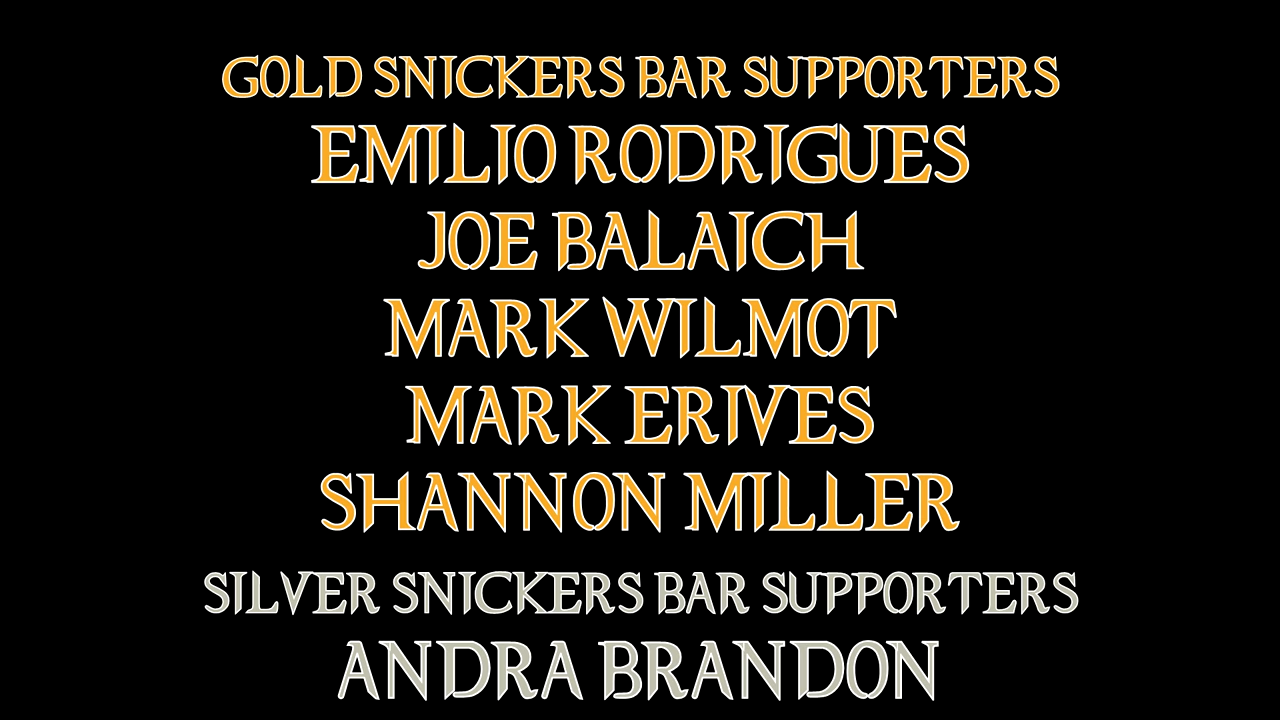 GOLD SNICKERS BAR SUPPORTERS
EMILIO RODRIGUES
JOE BALAICH
MARK WILMOT
MARK ERIVES
SHANNON MILLER
SILVER SNICKERS BAR SUPPORTERS
ANDRA BRANDON